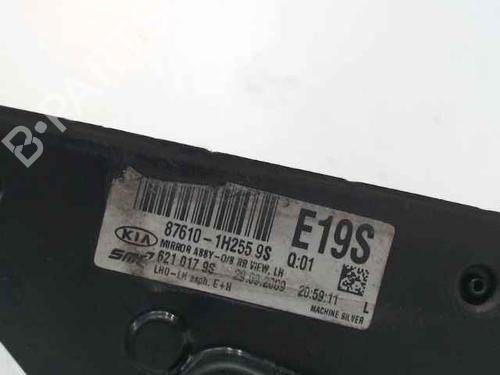 B-PARTS
87610-1H255 9S
E19S
KIA
MIRROR ASSY-O/S RR VIEW, LH
Q:01
SMR 621 017 9S
29.09.2009
20:59:11
L
LHD-LH asph. E+H
MACHINE SILVER